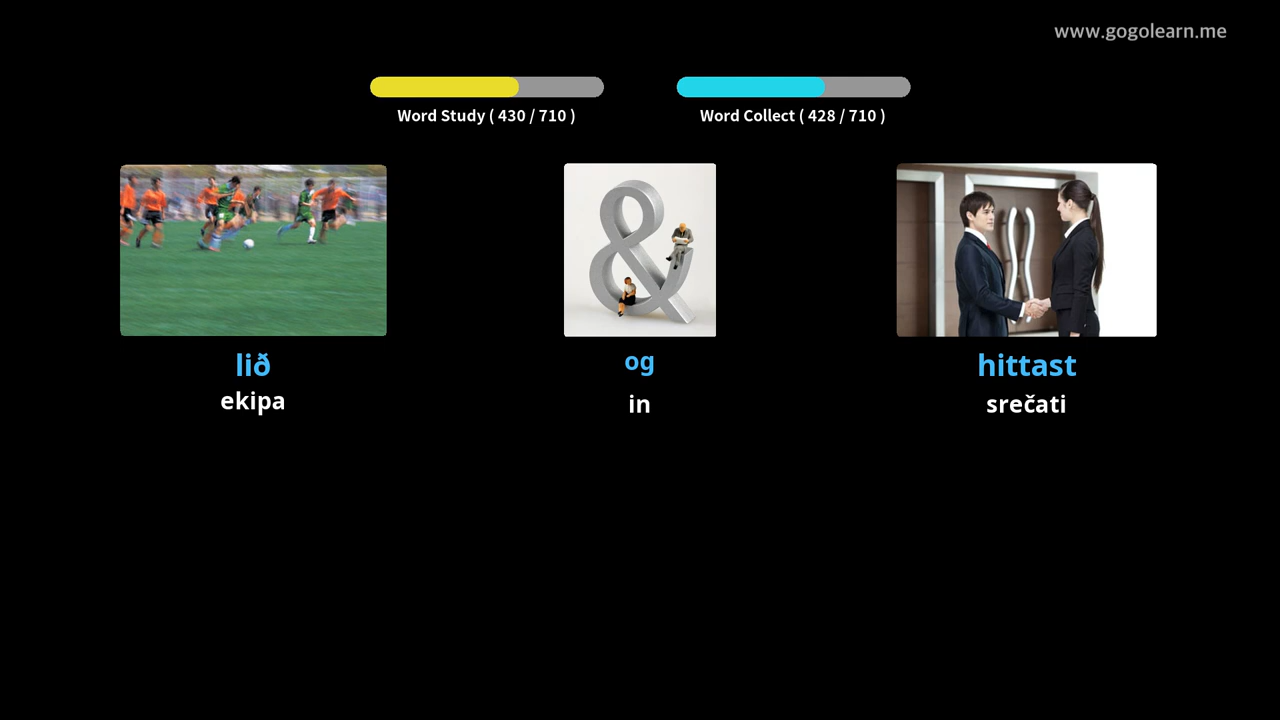 www.gogolearn.me
Word Study ( 430 / 710 )
Word Collect ( 428 / 710 )
lið
og
hittast
ekipa
in
srečati